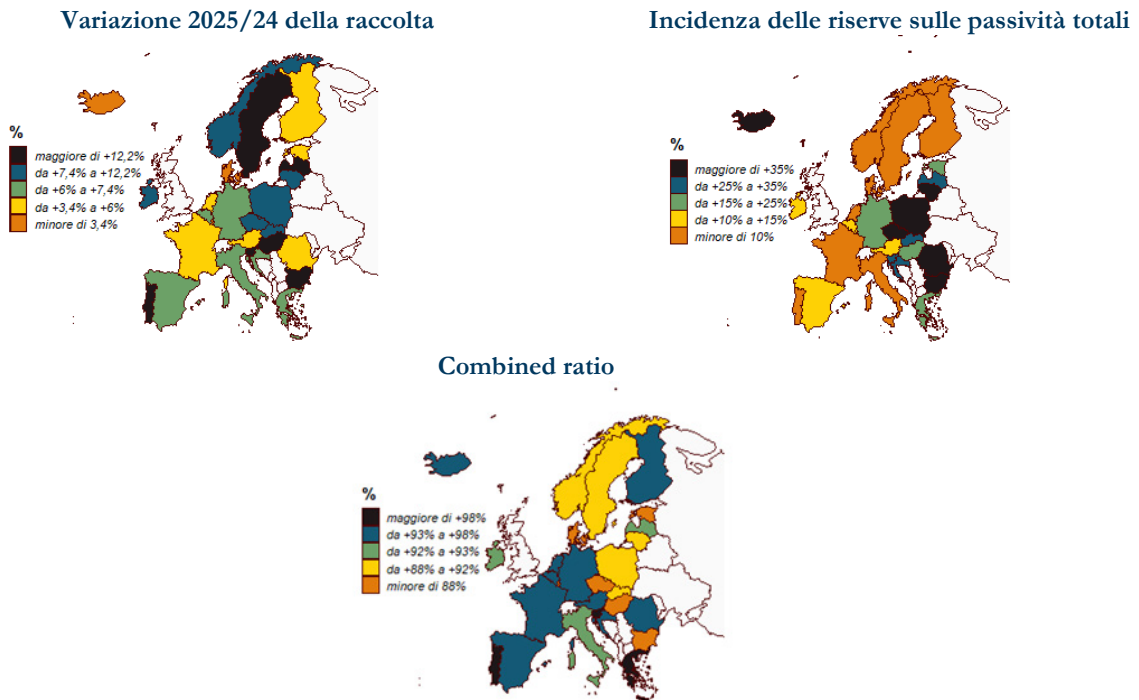 Variazione 2025/24 della raccolta
%
maggiore di +12,2%
da +7,4% a +12,2%
da +6% a +7,4%
da +3,4% a +6%
minore di 3,4%
Incidenza delle riserve sulle passività totali
%
maggiore di +35%
da +25% a +35%
da +15% a +25%
da +10% a +15%
minore di 10%
Combined ratio
%
maggiore di +98%
da +93% a +98%
da +92% a +93%
da +88% a +92%
minore di 88%